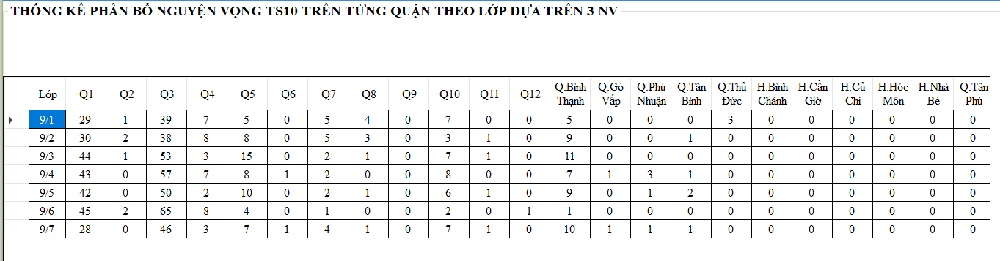 THỐNG KÊ PHÂN BỔ NGUYỆN VỌNG TS10 TRÊN TỪNG QUẬN THEO LỚP DỰA TRÊN 3 NV
Lớp Q1 Q2 Q3 Q4 Q5 Q6 Q7 Q8 Q9 Q10 Q11 Q12 Q.Bình Thạnh Q.Gò Vấp Q.Phú Nhuận Q.Tân Bình Q.Thủ Đức H.Bình Chánh H.Cần Giờ H.Củ Chi H.Hóc Môn H.Nhà Bè Q.Tân Phú
9/1 29 1 39 7 5 0 5 4 0 7 0 0 5 0 0 0 3 0 0 0 0 0 0
9/2 30 2 38 8 8 0 5 3 0 3 1 0 9 0 0 1 0 0 0 0 0 0 0
9/3 44 1 53 3 15 0 2 1 0 7 1 0 11 0 0 0 0 0 0 0 0 0 0
9/4 43 0 57 7 8 1 2 0 0 8 0 0 7 1 3 1 0 0 0 0 0 0 0
9/5 42 0 50 2 10 0 2 1 0 6 1 0 9 0 1 2 0 0 0 0 0 0 0
9/6 45 2 65 8 4 0 1 0 0 2 0 1 1 0 0 0 0 0 0 0 0 0 0
9/7 28 0 46 3 7 1 4 1 0 7 1 0 10 1 1 1 0 0 0 0 0 0 0